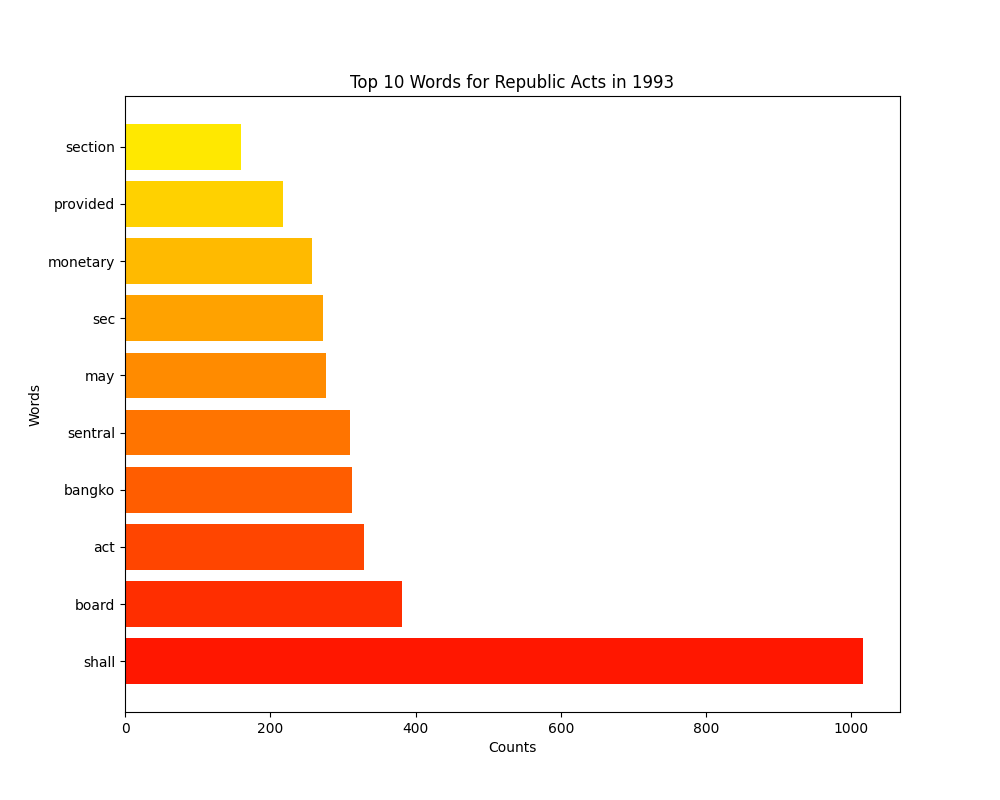 Top 10 Words for Republic Acts in 1993
Words
section
provided
monetary
sec
may
sentral
bangko
act
board
shall
0 200 400 600 800 1000
Counts